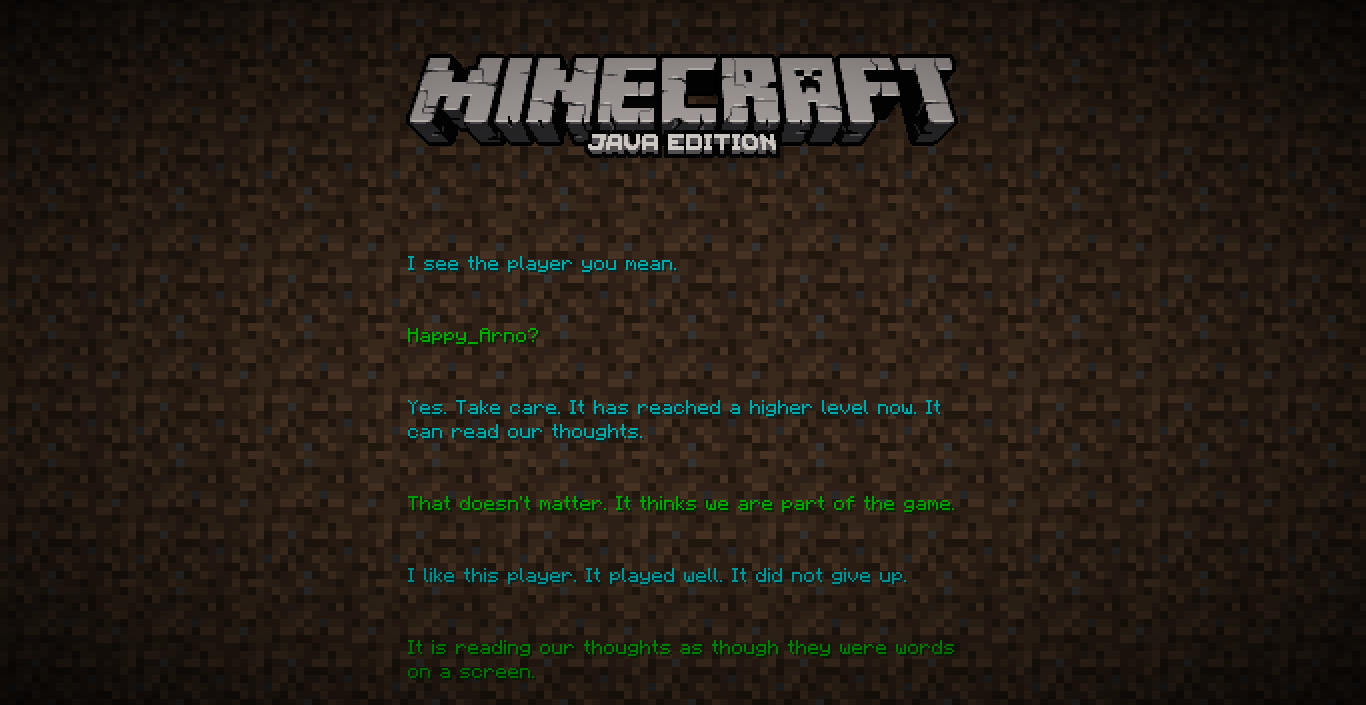 MINECRAFT
JAVA EDITION
I see the player you mean.
Happy_Arno?
Yes. Take care. It has reached a higher level now. It
can read our thoughts.
That doesn't matter. It thinks we are part of the game.
I like this player. It played well. It did not give up.
It is reading our thoughts as though they were words
on a screen.